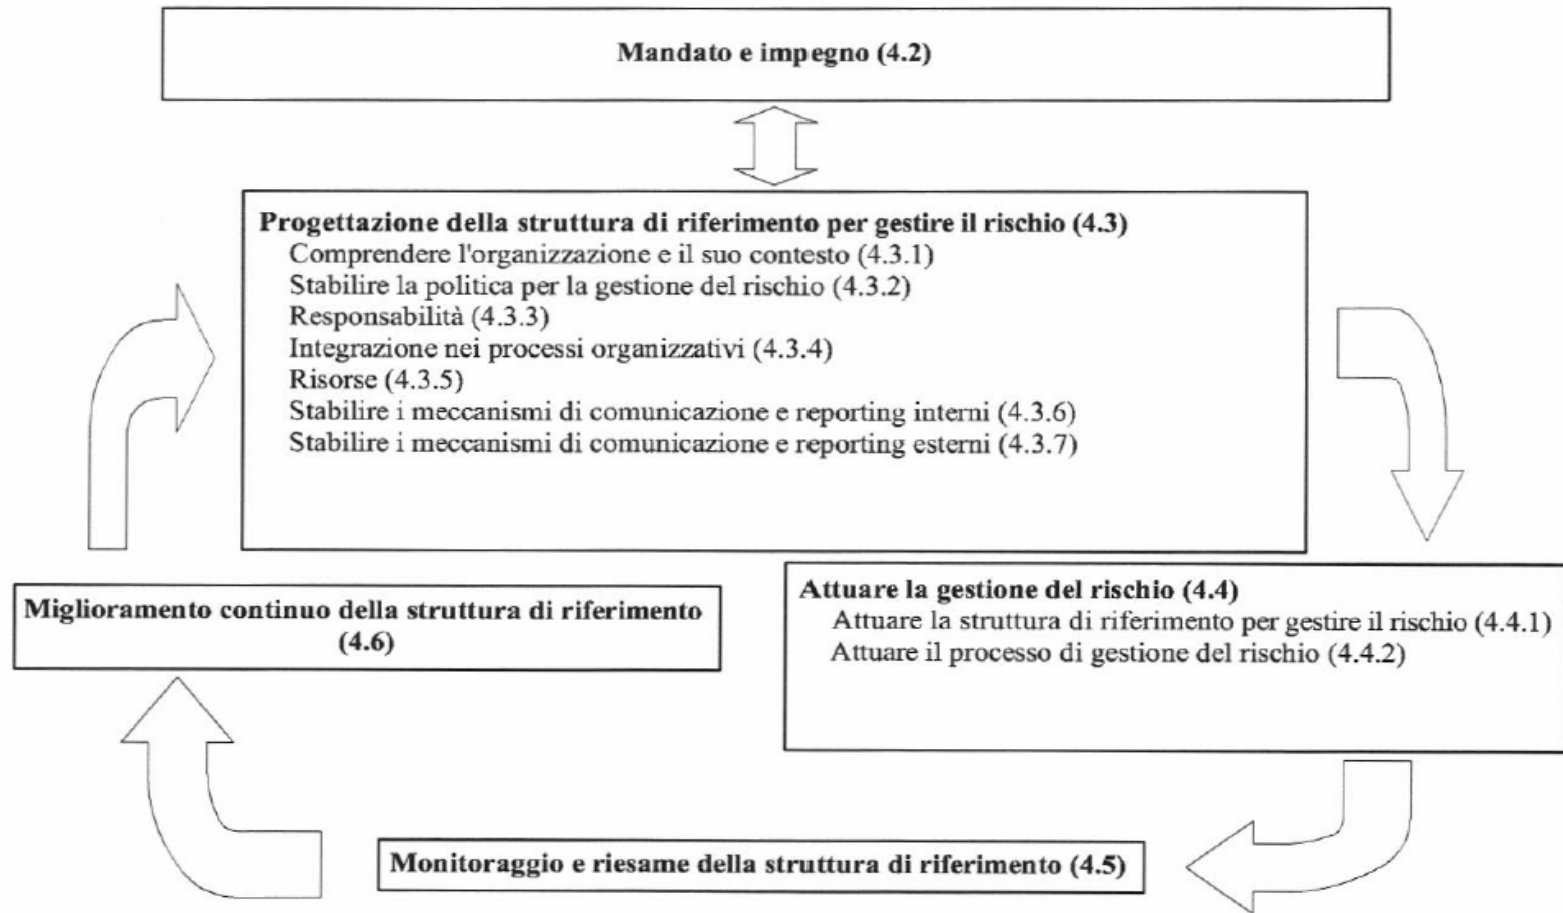 Mandato e impegno (4.2)
Progettazione della struttura di riferimento per gestire il rischio (4.3)
Comprendere l'organizzazione e il suo contesto (4.3.1)
Stabilire la politica per la gestione del rischio (4.3.2)
Responsabilità (4.3.3)
Integrazione nei processi organizzativi (4.3.4)
Risorse (4.3.5)
Stabilire i meccanismi di comunicazione e reporting interni (4.3.6)
Stabilire i meccanismi di comunicazione e reporting esterni (4.3.7)
Attuare la gestione del rischio (4.4)
Attuare la struttura di riferimento per gestire il rischio (4.4.1)
Attuare il processo di gestione del rischio (4.4.2)
Monitoraggio e riesame della struttura di riferimento (4.5)
Miglioramento continuo della struttura di riferimento
(4.6)